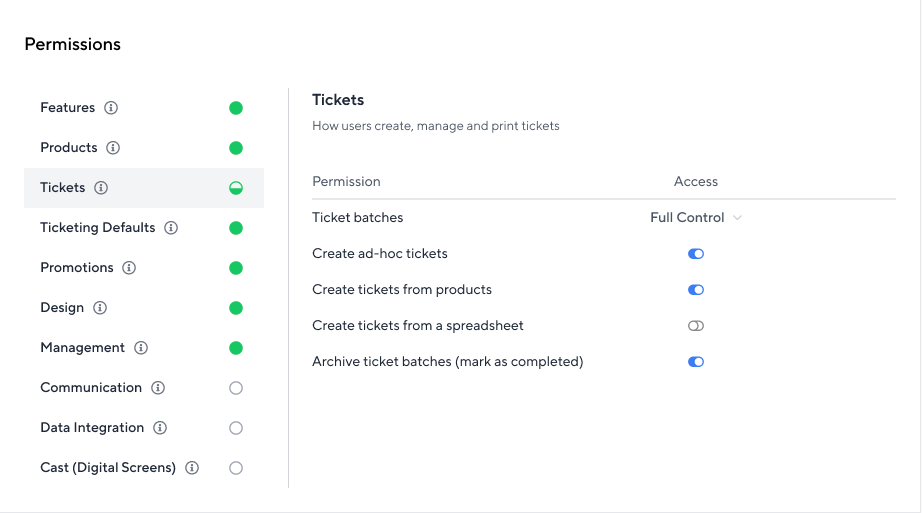 Permissions
Features
Products
Tickets
Ticketing Defaults
Promotions
Design
Management
Communication
Data Integration
Cast (Digital Screens)
Tickets
How users create, manage and print tickets
Permission Access
Ticket batches Full Control
Create ad-hoc tickets
Create tickets from products
Create tickets from a spreadsheet
Archive ticket batches (mark as completed)